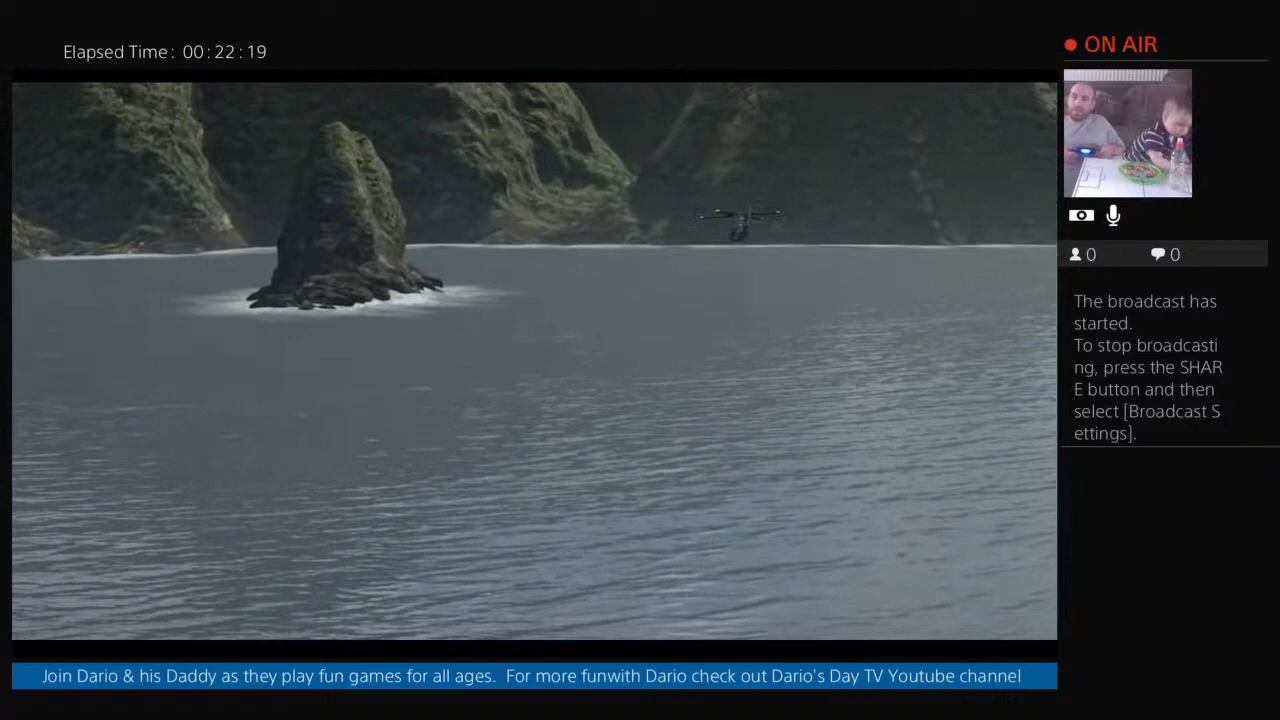 Elapsed Time: 00:22:19
ON AIR
0 0
The broadcast has
started.
To stop broadcasti
ng, press the SHAR
E button and then
select [Broadcast S
ettings].
Join Dario & his Daddy as they play fun games for all ages. For more funwith Dario check out Dario's Day TV Youtube channel